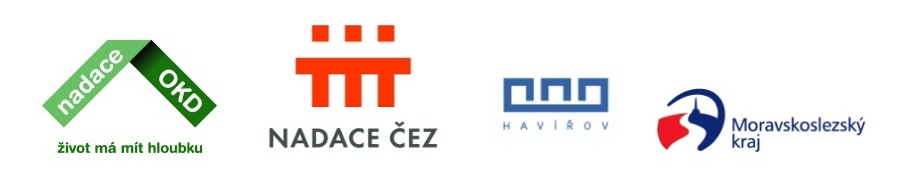 nadace OKD
život má mít hloubku
NADACE ČEZ
HAVÍŘOV
Moravskoslezský
kraj